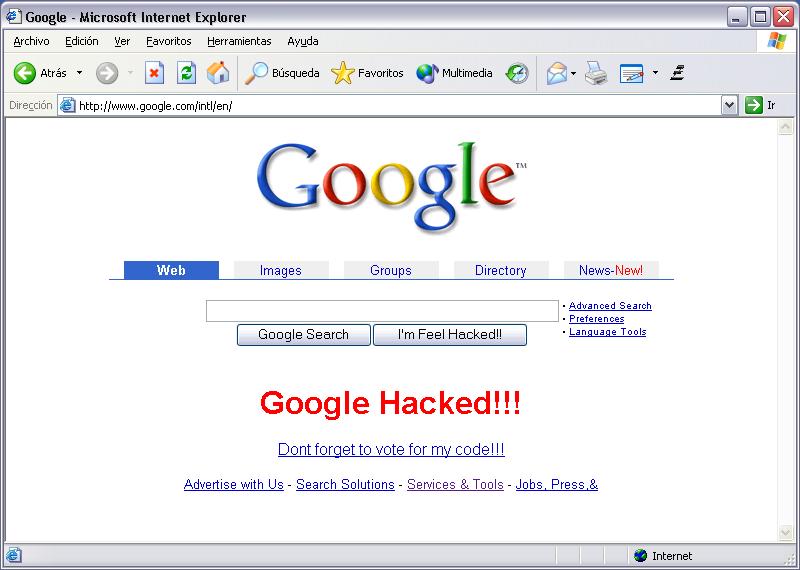 Google - Microsoft Internet Explorer
Archivo Edición Ver Favoritos Herramientas Ayuda
Atrás Búsqueda Favoritos Multimedia
Dirección http://www.google.com/intl/en/ Ir
Google™
Web Images Groups Directory News-New!
• Advanced Search
• Preferences
• Language Tools
Google Search I'm Feel Hacked!!
Google Hacked!!!
Dont forget to vote for my code!!!
Advertise with Us - Search Solutions - Services & Tools - Jobs, Press,&
Internet